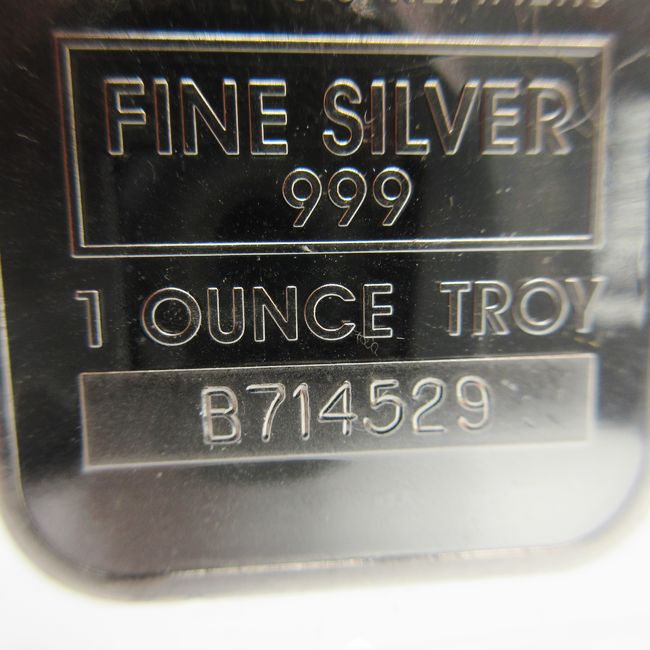 FINE SILVER
999
1 OUNCE TROY
B714529